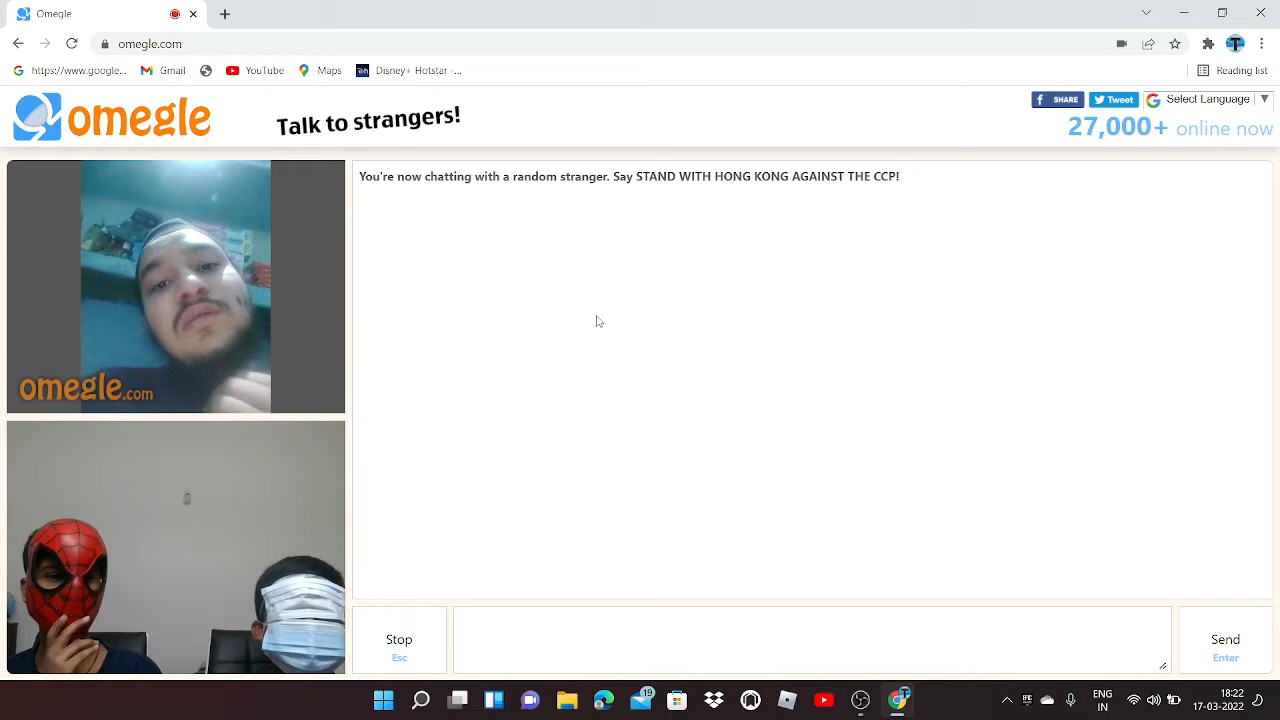 Omegle
omegle.com
https://www.google...
Gmail
YouTube
Maps
Disney+ Hotstar -...
Reading list
omegle
Talk to strangers!
SHARE
Tweet
Select Language
27,000+ online now
omegle.com
You're now chatting with a random stranger. Say STAND WITH HONG KONG AGAINST THE CCP!
Stop
Esc
Send
Enter
19
ENG
IN
18:22
17-03-2022